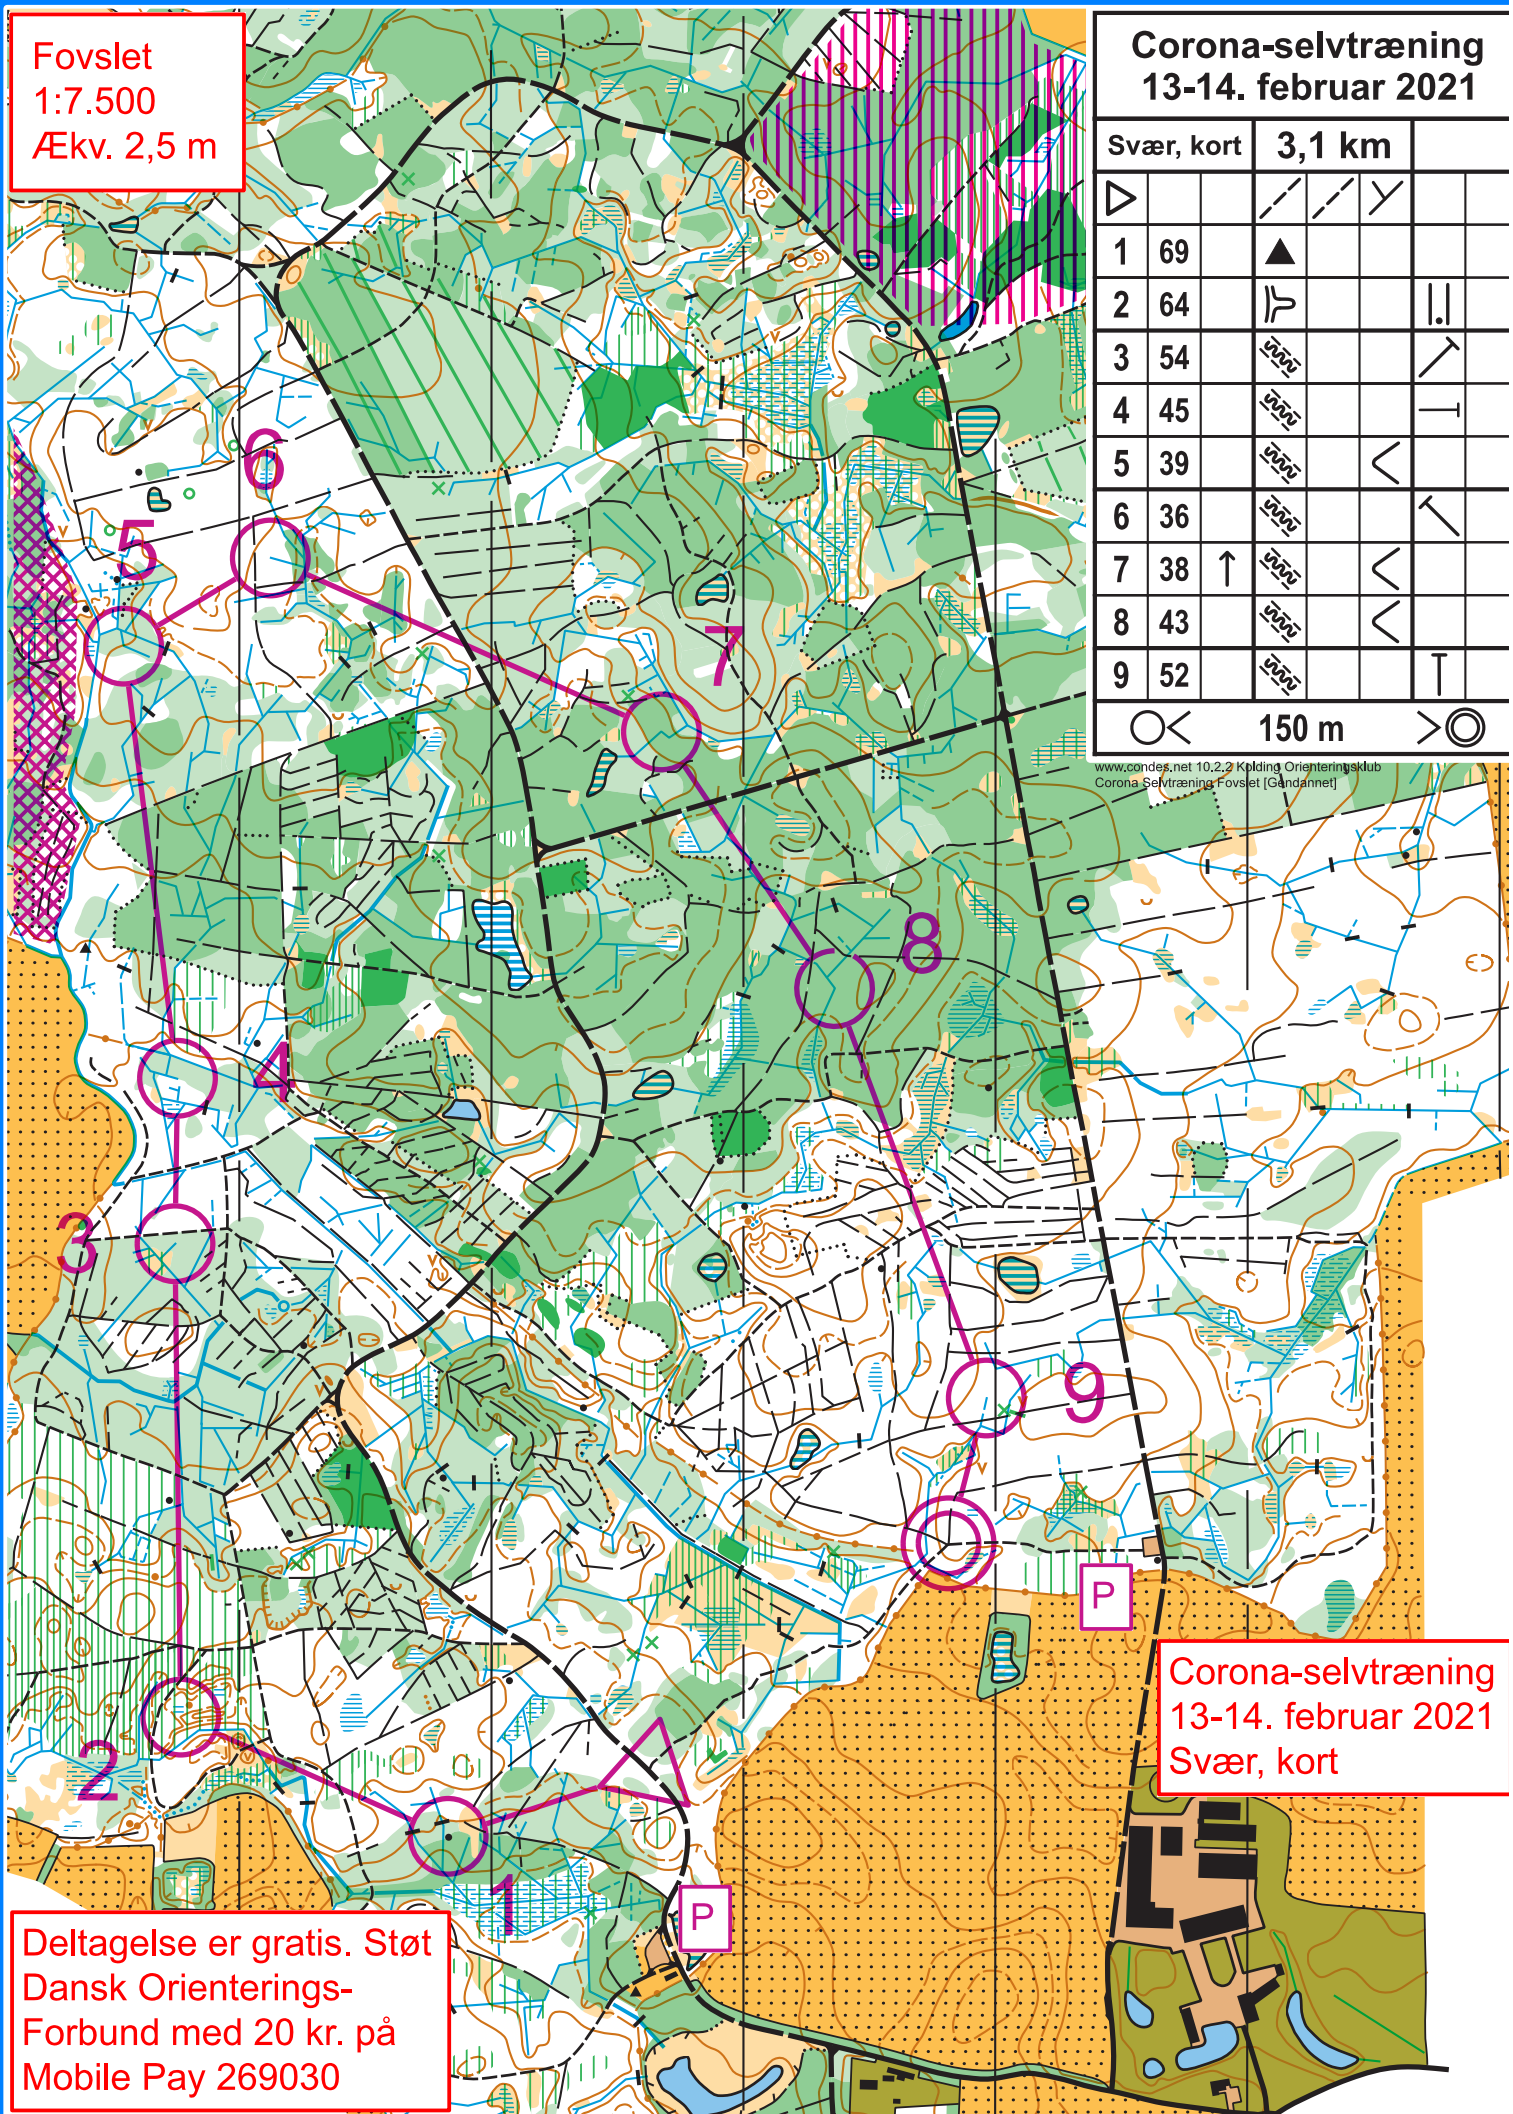 Fovslet
1:7.500
Ækv. 2,5 m
Corona-selvtræning
13-14. februar 2021
Svær, kort 3,1 km
1 69
2 64
3 54
4 45
5 39
6 36
7 38
8 43
9 52
150 m
www.condes.net 10.2.2 Kolding Orienteringsklub
Corona Selvtræning Fovslet [Gendannet]
6
5
7
8
4
3
9
2
1
P
P
Corona-selvtræning
13-14. februar 2021
Svær, kort
Deltagelse er gratis. Støt
Dansk Orienterings-
Forbund med 20 kr. på
Mobile Pay 269030